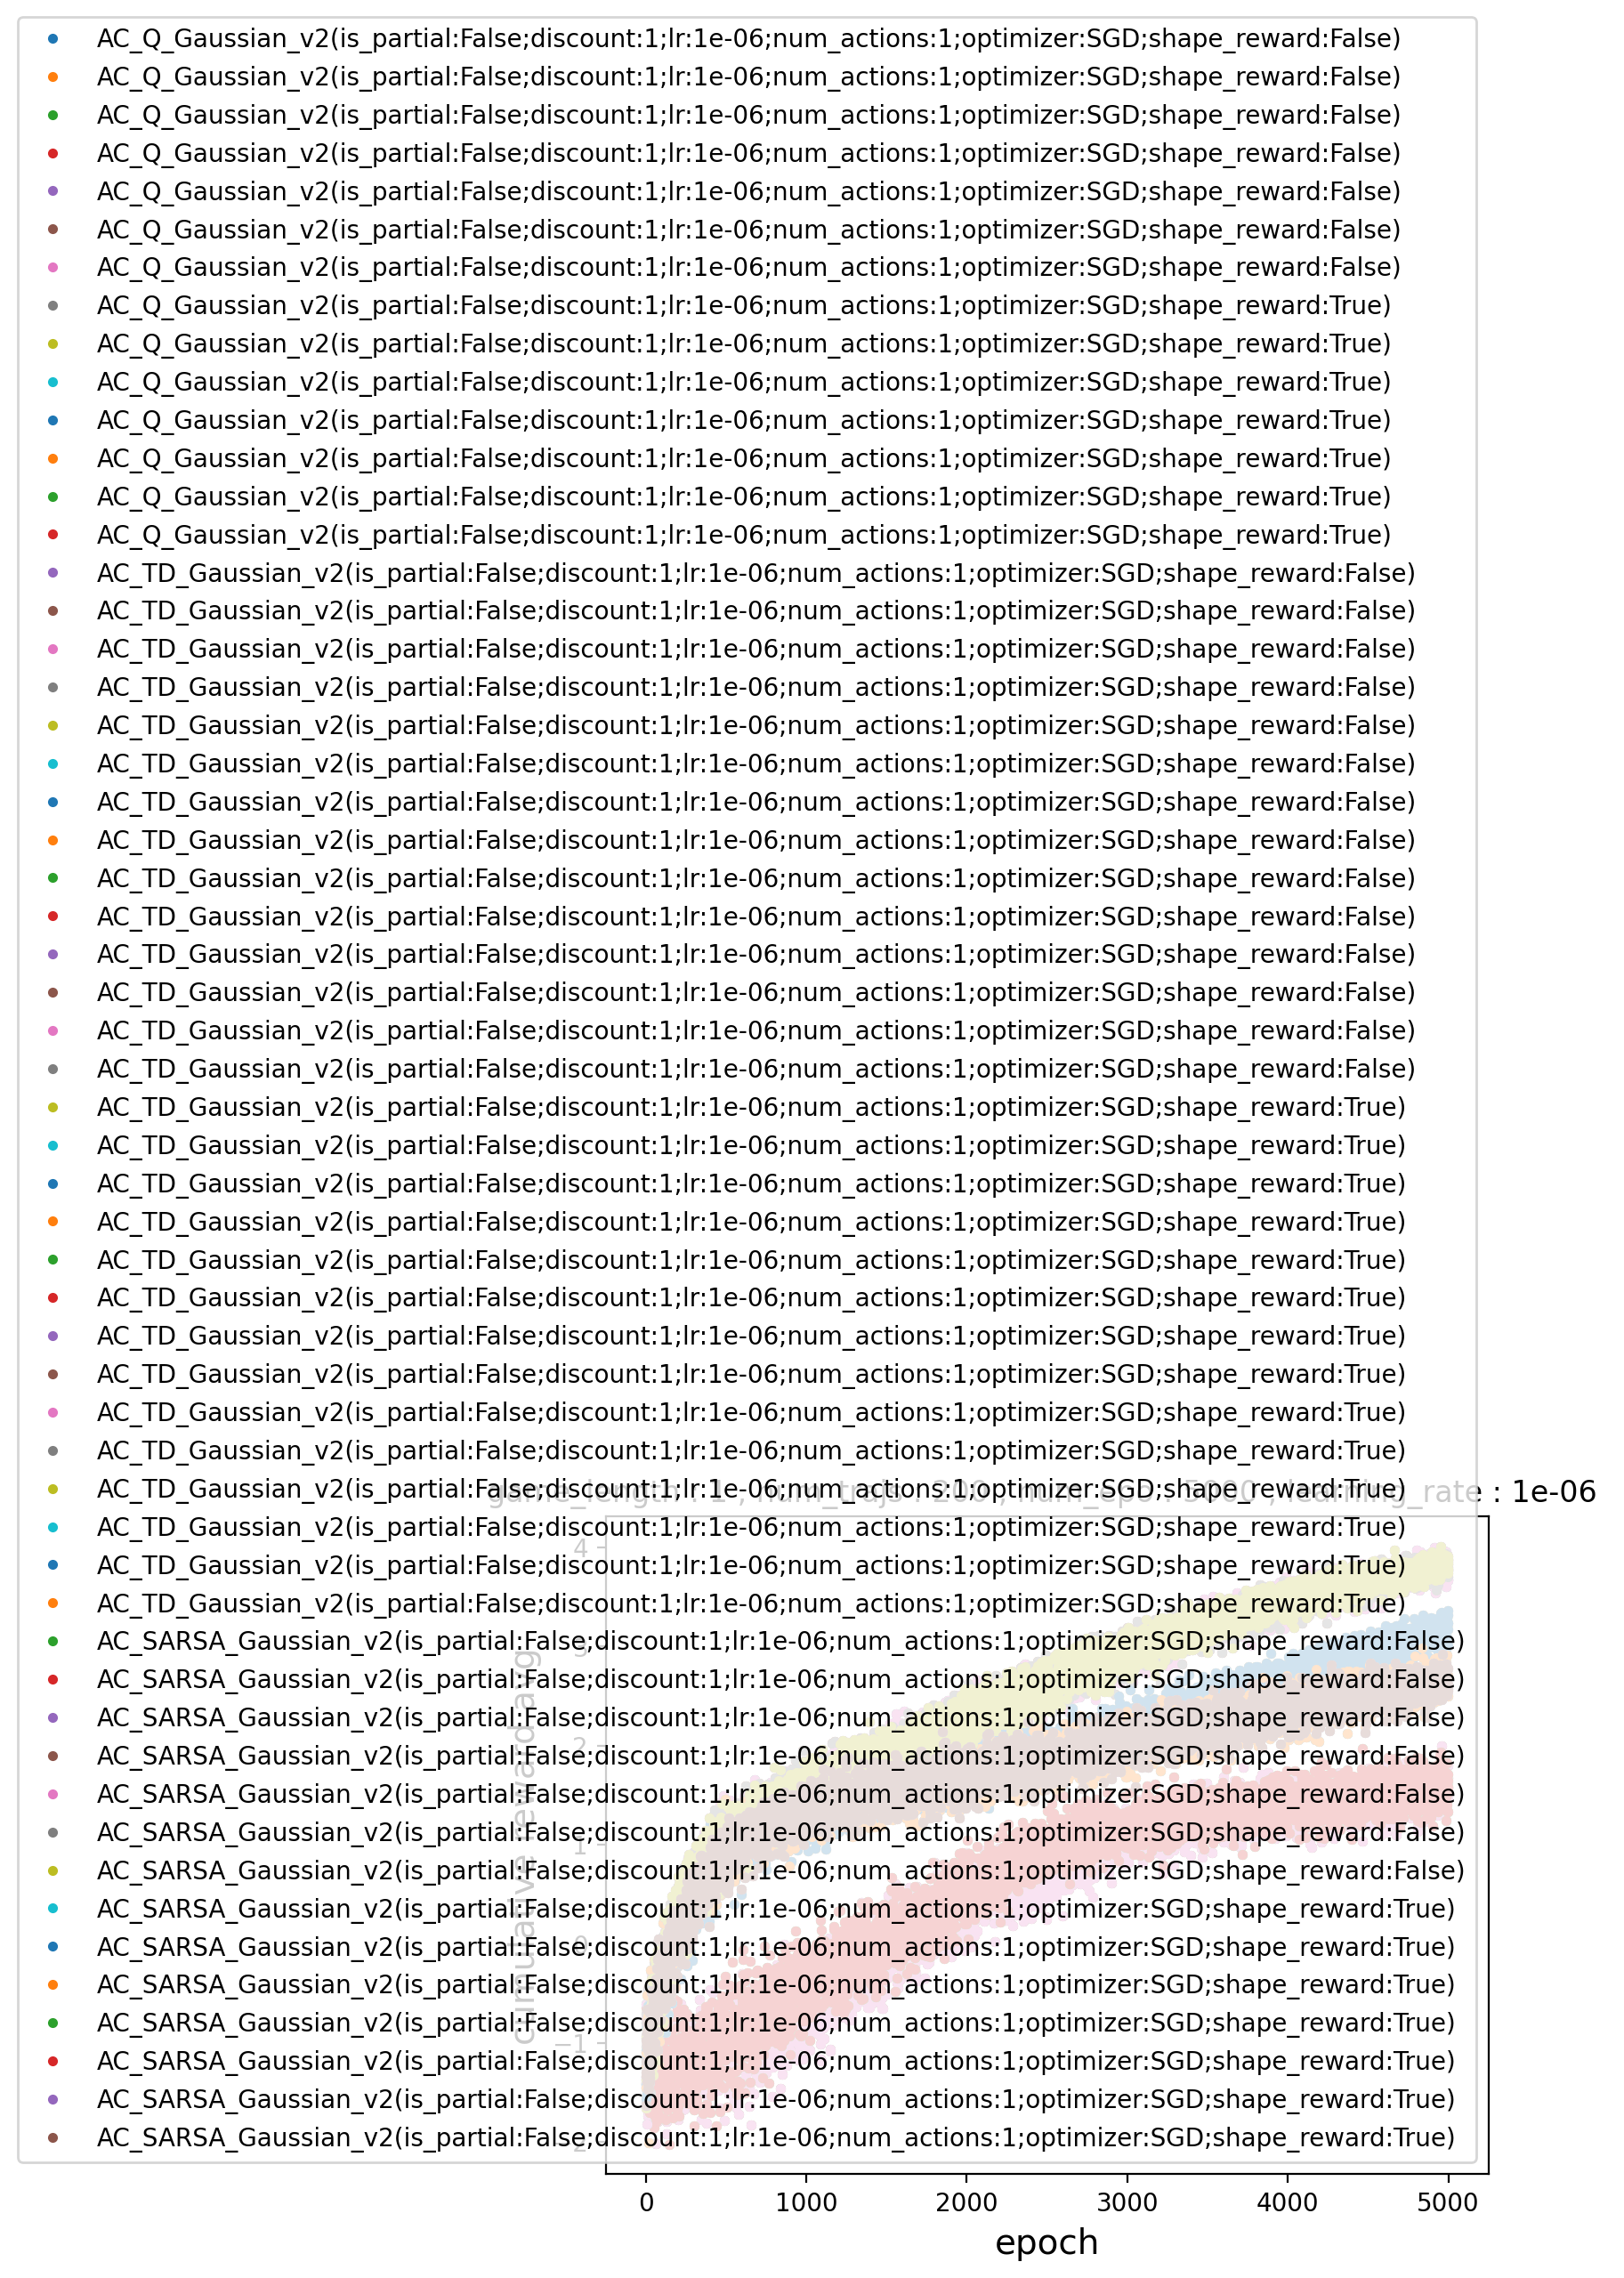 AC_Q_Gaussian_v2(is_partial:False;discount:1;lr:1e-06;num_actions:1;optimizer:SGD;shape_reward:False)
AC_Q_Gaussian_v2(is_partial:False;discount:1;lr:1e-06;num_actions:1;optimizer:SGD;shape_reward:False)
AC_Q_Gaussian_v2(is_partial:False;discount:1;lr:1e-06;num_actions:1;optimizer:SGD;shape_reward:False)
AC_Q_Gaussian_v2(is_partial:False;discount:1;lr:1e-06;num_actions:1;optimizer:SGD;shape_reward:False)
AC_Q_Gaussian_v2(is_partial:False;discount:1;lr:1e-06;num_actions:1;optimizer:SGD;shape_reward:False)
AC_Q_Gaussian_v2(is_partial:False;discount:1;lr:1e-06;num_actions:1;optimizer:SGD;shape_reward:False)
AC_Q_Gaussian_v2(is_partial:False;discount:1;lr:1e-06;num_actions:1;optimizer:SGD;shape_reward:False)
AC_Q_Gaussian_v2(is_partial:False;discount:1;lr:1e-06;num_actions:1;optimizer:SGD;shape_reward:True)
AC_Q_Gaussian_v2(is_partial:False;discount:1;lr:1e-06;num_actions:1;optimizer:SGD;shape_reward:True)
AC_Q_Gaussian_v2(is_partial:False;discount:1;lr:1e-06;num_actions:1;optimizer:SGD;shape_reward:True)
AC_Q_Gaussian_v2(is_partial:False;discount:1;lr:1e-06;num_actions:1;optimizer:SGD;shape_reward:True)
AC_Q_Gaussian_v2(is_partial:False;discount:1;lr:1e-06;num_actions:1;optimizer:SGD;shape_reward:True)
AC_Q_Gaussian_v2(is_partial:False;discount:1;lr:1e-06;num_actions:1;optimizer:SGD;shape_reward:True)
AC_Q_Gaussian_v2(is_partial:False;discount:1;lr:1e-06;num_actions:1;optimizer:SGD;shape_reward:True)
AC_TD_Gaussian_v2(is_partial:False;discount:1;lr:1e-06;num_actions:1;optimizer:SGD;shape_reward:False)
AC_TD_Gaussian_v2(is_partial:False;discount:1;lr:1e-06;num_actions:1;optimizer:SGD;shape_reward:False)
AC_TD_Gaussian_v2(is_partial:False;discount:1;lr:1e-06;num_actions:1;optimizer:SGD;shape_reward:False)
AC_TD_Gaussian_v2(is_partial:False;discount:1;lr:1e-06;num_actions:1;optimizer:SGD;shape_reward:False)
AC_TD_Gaussian_v2(is_partial:False;discount:1;lr:1e-06;num_actions:1;optimizer:SGD;shape_reward:False)
AC_TD_Gaussian_v2(is_partial:False;discount:1;lr:1e-06;num_actions:1;optimizer:SGD;shape_reward:False)
AC_TD_Gaussian_v2(is_partial:False;discount:1;lr:1e-06;num_actions:1;optimizer:SGD;shape_reward:False)
AC_TD_Gaussian_v2(is_partial:False;discount:1;lr:1e-06;num_actions:1;optimizer:SGD;shape_reward:False)
AC_TD_Gaussian_v2(is_partial:False;discount:1;lr:1e-06;num_actions:1;optimizer:SGD;shape_reward:False)
AC_TD_Gaussian_v2(is_partial:False;discount:1;lr:1e-06;num_actions:1;optimizer:SGD;shape_reward:False)
AC_TD_Gaussian_v2(is_partial:False;discount:1;lr:1e-06;num_actions:1;optimizer:SGD;shape_reward:False)
AC_TD_Gaussian_v2(is_partial:False;discount:1;lr:1e-06;num_actions:1;optimizer:SGD;shape_reward:False)
AC_TD_Gaussian_v2(is_partial:False;discount:1;lr:1e-06;num_actions:1;optimizer:SGD;shape_reward:False)
AC_TD_Gaussian_v2(is_partial:False;discount:1;lr:1e-06;num_actions:1;optimizer:SGD;shape_reward:False)
AC_TD_Gaussian_v2(is_partial:False;discount:1;lr:1e-06;num_actions:1;optimizer:SGD;shape_reward:True)
AC_TD_Gaussian_v2(is_partial:False;discount:1;lr:1e-06;num_actions:1;optimizer:SGD;shape_reward:True)
AC_TD_Gaussian_v2(is_partial:False;discount:1;lr:1e-06;num_actions:1;optimizer:SGD;shape_reward:True)
AC_TD_Gaussian_v2(is_partial:False;discount:1;lr:1e-06;num_actions:1;optimizer:SGD;shape_reward:True)
AC_TD_Gaussian_v2(is_partial:False;discount:1;lr:1e-06;num_actions:1;optimizer:SGD;shape_reward:True)
AC_TD_Gaussian_v2(is_partial:False;discount:1;lr:1e-06;num_actions:1;optimizer:SGD;shape_reward:True)
AC_TD_Gaussian_v2(is_partial:False;discount:1;lr:1e-06;num_actions:1;optimizer:SGD;shape_reward:True)
AC_TD_Gaussian_v2(is_partial:False;discount:1;lr:1e-06;num_actions:1;optimizer:SGD;shape_reward:True)
AC_TD_Gaussian_v2(is_partial:False;discount:1;lr:1e-06;num_actions:1;optimizer:SGD;shape_reward:True)
AC_TD_Gaussian_v2(is_partial:False;discount:1;lr:1e-06;num_actions:1;optimizer:SGD;shape_reward:True)
AC_TD_Gaussian_v2(is_partial:False;discount:1;lr:1e-06;num_actions:1;optimizer:SGD;shape_reward:True)
AC_TD_Gaussian_v2(is_partial:False;discount:1;lr:1e-06;num_actions:1;optimizer:SGD;shape_reward:True)
AC_TD_Gaussian_v2(is_partial:False;discount:1;lr:1e-06;num_actions:1;optimizer:SGD;shape_reward:True)
AC_TD_Gaussian_v2(is_partial:False;discount:1;lr:1e-06;num_actions:1;optimizer:SGD;shape_reward:True)
AC_SARSA_Gaussian_v2(is_partial:False;discount:1;lr:1e-06;num_actions:1;optimizer:SGD;shape_reward:False)
AC_SARSA_Gaussian_v2(is_partial:False;discount:1;lr:1e-06;num_actions:1;optimizer:SGD;shape_reward:False)
AC_SARSA_Gaussian_v2(is_partial:False;discount:1;lr:1e-06;num_actions:1;optimizer:SGD;shape_reward:False)
AC_SARSA_Gaussian_v2(is_partial:False;discount:1;lr:1e-06;num_actions:1;optimizer:SGD;shape_reward:False)
AC_SARSA_Gaussian_v2(is_partial:False;discount:1;lr:1e-06;num_actions:1;optimizer:SGD;shape_reward:False)
AC_SARSA_Gaussian_v2(is_partial:False;discount:1;lr:1e-06;num_actions:1;optimizer:SGD;shape_reward:False)
AC_SARSA_Gaussian_v2(is_partial:False;discount:1;lr:1e-06;num_actions:1;optimizer:SGD;shape_reward:False)
AC_SARSA_Gaussian_v2(is_partial:False;discount:1;lr:1e-06;num_actions:1;optimizer:SGD;shape_reward:True)
AC_SARSA_Gaussian_v2(is_partial:False;discount:1;lr:1e-06;num_actions:1;optimizer:SGD;shape_reward:True)
AC_SARSA_Gaussian_v2(is_partial:False;discount:1;lr:1e-06;num_actions:1;optimizer:SGD;shape_reward:True)
AC_SARSA_Gaussian_v2(is_partial:False;discount:1;lr:1e-06;num_actions:1;optimizer:SGD;shape_reward:True)
AC_SARSA_Gaussian_v2(is_partial:False;discount:1;lr:1e-06;num_actions:1;optimizer:SGD;shape_reward:True)
AC_SARSA_Gaussian_v2(is_partial:False;discount:1;lr:1e-06;num_actions:1;optimizer:SGD;shape_reward:True)
AC_SARSA_Gaussian_v2(is_partial:False;discount:1;lr:1e-06;num_actions:1;optimizer:SGD;shape_reward:True)
game_length : 1 , num_trajs : 200 , num_epo : 5000 , learning_rate : 1e-06
cumulative reward avg
4
3
2
1
0
−1
−2
0 1000 2000 3000 4000 5000
epoch